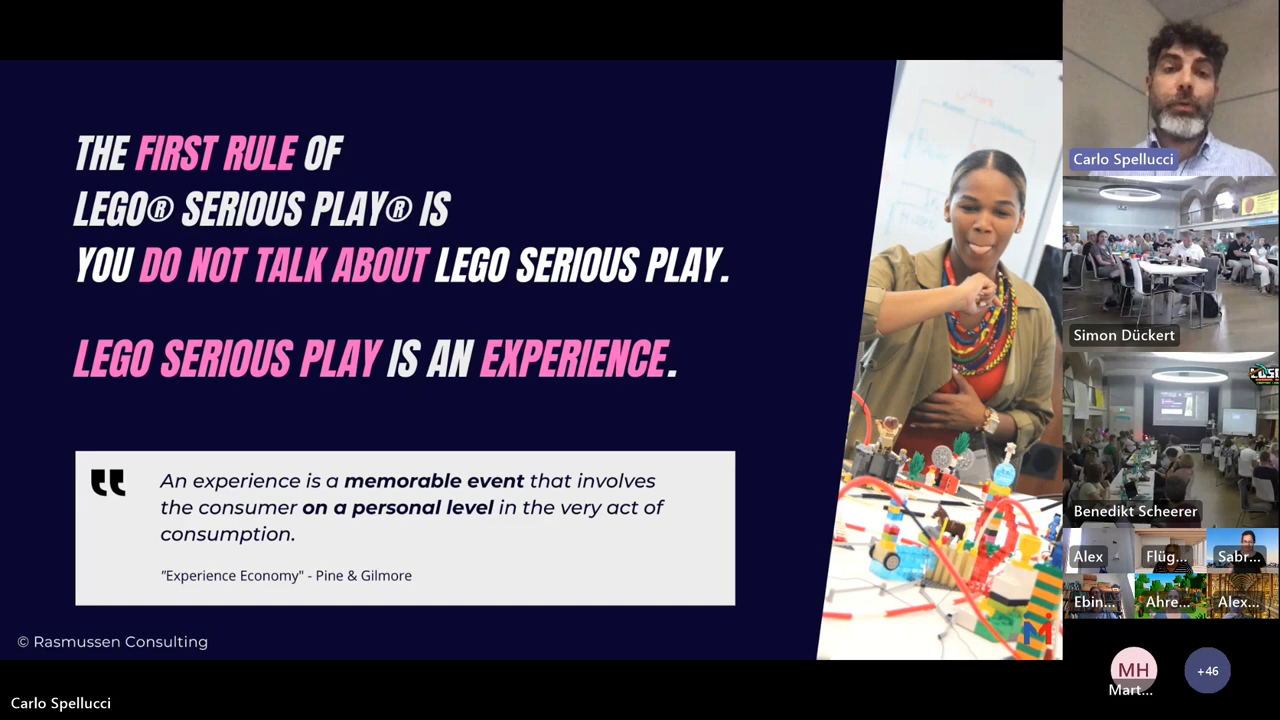 THE FIRST RULE OF
LEGO® SERIOUS PLAY® IS
YOU DO NOT TALK ABOUT LEGO SERIOUS PLAY.
LEGO SERIOUS PLAY IS AN EXPERIENCE.
An experience is a memorable event that involves
the consumer on a personal level in the very act of
consumption.
"Experience Economy" - Pine & Gilmore
© Rasmussen Consulting
Carlo Spellucci
Carlo Spellucci
Simon Dückert
Benedikt Scheerer
Alex
Flüg...
Sabr...
Ebin...
Ahre...
Alex...
MH
Mart...
+46